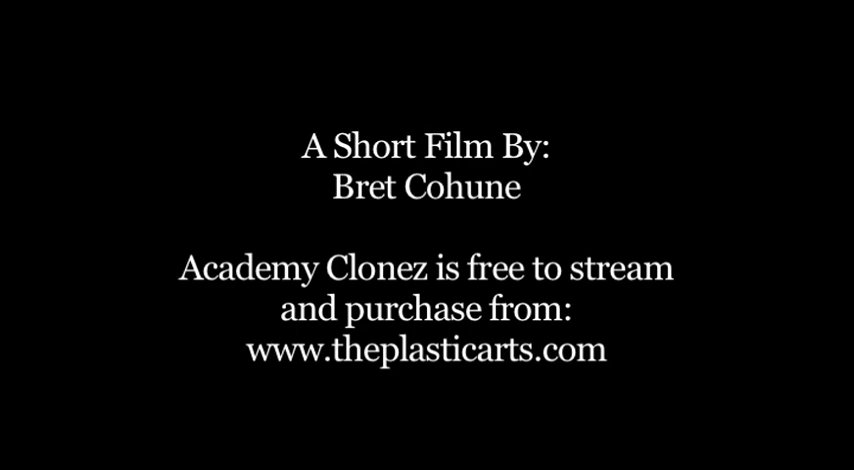 A Short Film By:
Bret Cohune
Academy Clonez is free to stream
and purchase from:
www.theplasticarts.com